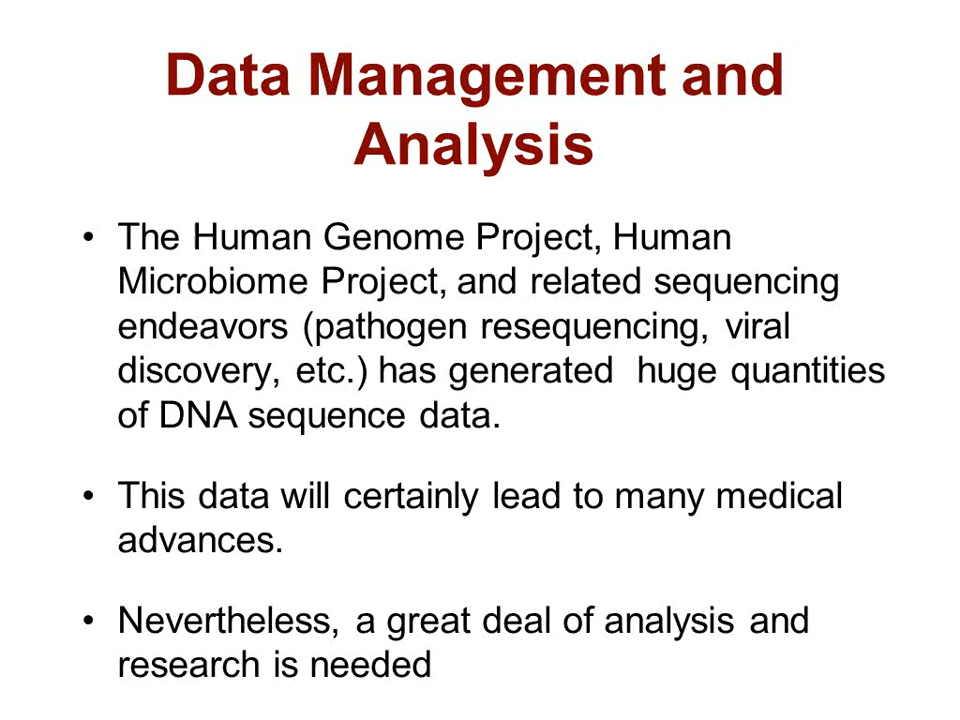 Data Management and
Analysis
• The Human Genome Project, Human
Microbiome Project, and related sequencing
endeavors (pathogen resequencing, viral
discovery, etc.) has generated  huge quantities
of DNA sequence data.
• This data will certainly lead to many medical
advances.
• Nevertheless, a great deal of analysis and
research is needed